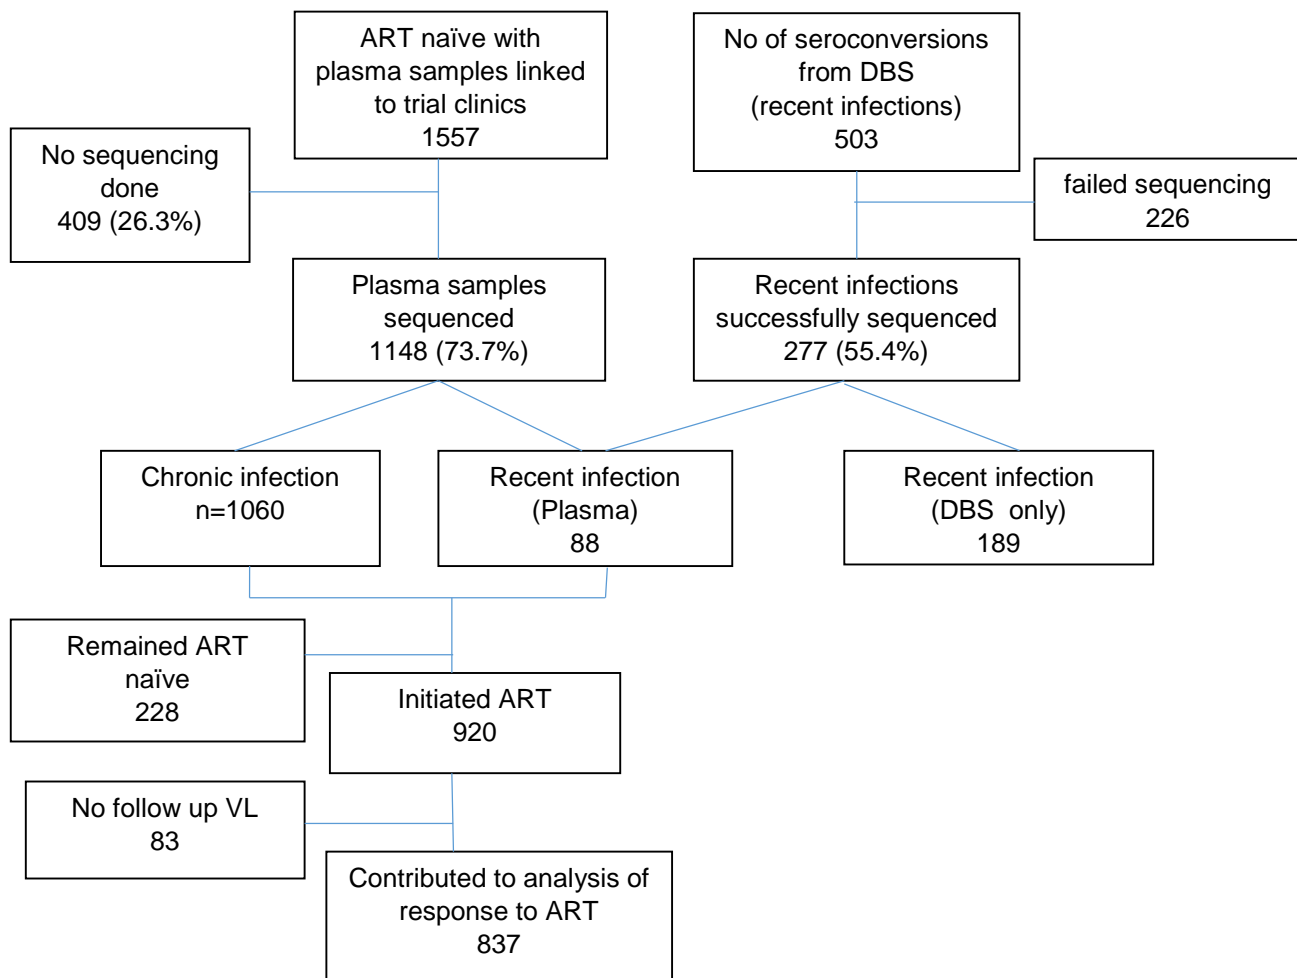 ART naïve with
plasma samples linked
to trial clinics
1557
No of seroconversions
from DBS
(recent infections)
503
No sequencing
done
409 (26.3%)
failed sequencing
226
Plasma samples
sequenced
1148 (73.7%)
Recent infections
successfully sequenced
277 (55.4%)
Chronic infection
n=1060
Recent infection
(Plasma)
88
Recent infection
(DBS only)
189
Remained ART
naïve
228
Initiated ART
920
No follow up VL
83
Contributed to analysis of
response to ART
837